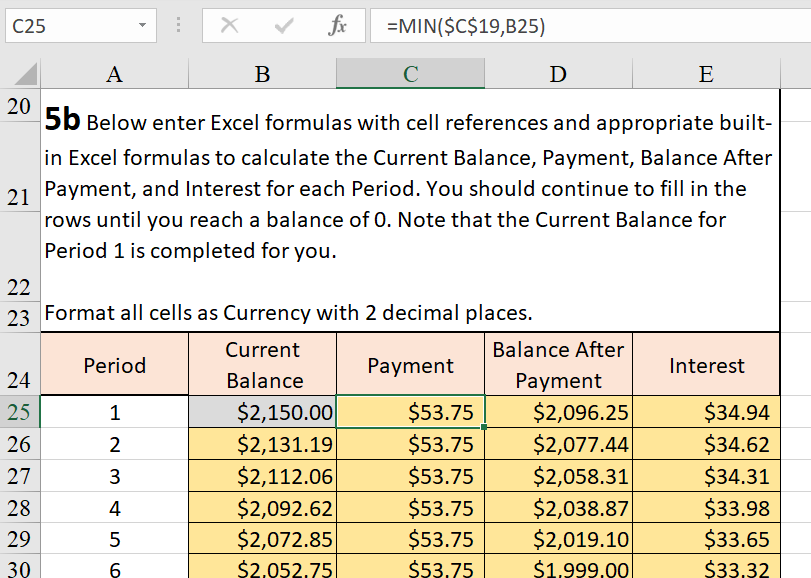 C25 fx =MIN($C$19,B25)
A B C D E
20
5b Below enter Excel formulas with cell references and appropriate built-
in Excel formulas to calculate the Current Balance, Payment, Balance After
21 Payment, and Interest for each Period. You should continue to fill in the
rows until you reach a balance of 0. Note that the Current Balance for
Period 1 is completed for you.
22
23 Format all cells as Currency with 2 decimal places.
24 Period Current Balance Payment Balance After Payment Interest
25 1 $2,150.00 $53.75 $2,096.25 $34.94
26 2 $2,131.19 $53.75 $2,077.44 $34.62
27 3 $2,112.06 $53.75 $2,058.31 $34.31
28 4 $2,092.62 $53.75 $2,038.87 $33.98
29 5 $2,072.85 $53.75 $2,019.10 $33.65
30 6 $2,052.75 $53.75 $1,999.00 $33.32